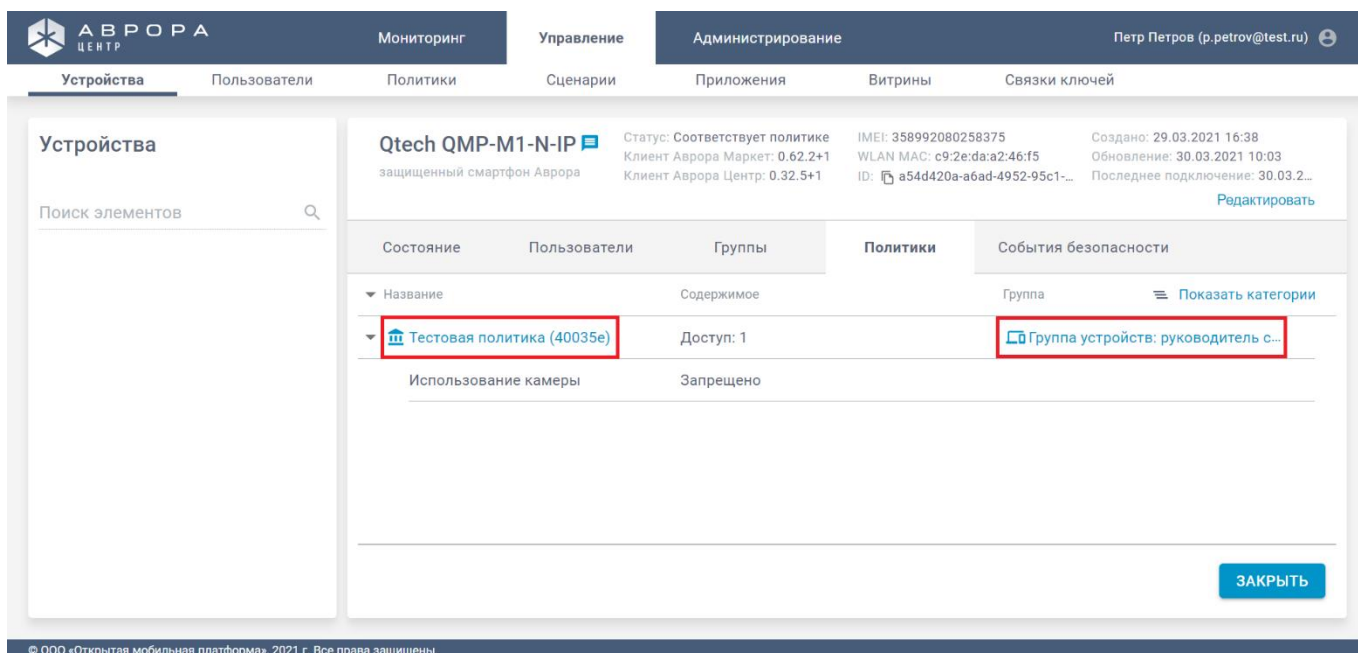 АВРОРА
ЦЕНТР
Мониторинг Управление Администрирование Петр Петров (p.petrov@test.ru)
Устройства Пользователи Политики Сценарии Приложения Витрины Связки ключей
Устройства
Поиск элементов
Qtech QMP-M1-N-IP
защищенный смартфон Аврора
Статус: Соответствует политике
Клиент Аврора Маркет: 0.62.2+1
Клиент Аврора Центр: 0.32.5+1
IMEI: 358992080258375
WLAN MAC: c9:2e:da:a2:46:f5
ID: a54d420a-a6ad-4952-95c1-...
Создано: 29.03.2021 16:38
Обновление: 30.03.2021 10:03
Последнее подключение: 30.03.2...
Редактировать
Состояние Пользователи Группы Политики События безопасности
Название Содержимое Группа Показать категории
Тестовая политика (40035e) Доступ: 1 Группа устройств: руководитель с...
Использование камеры Запрещено
ЗАКРЫТЬ
© ООО «Открытая мобильная платформа», 2021 г. Все права защищены